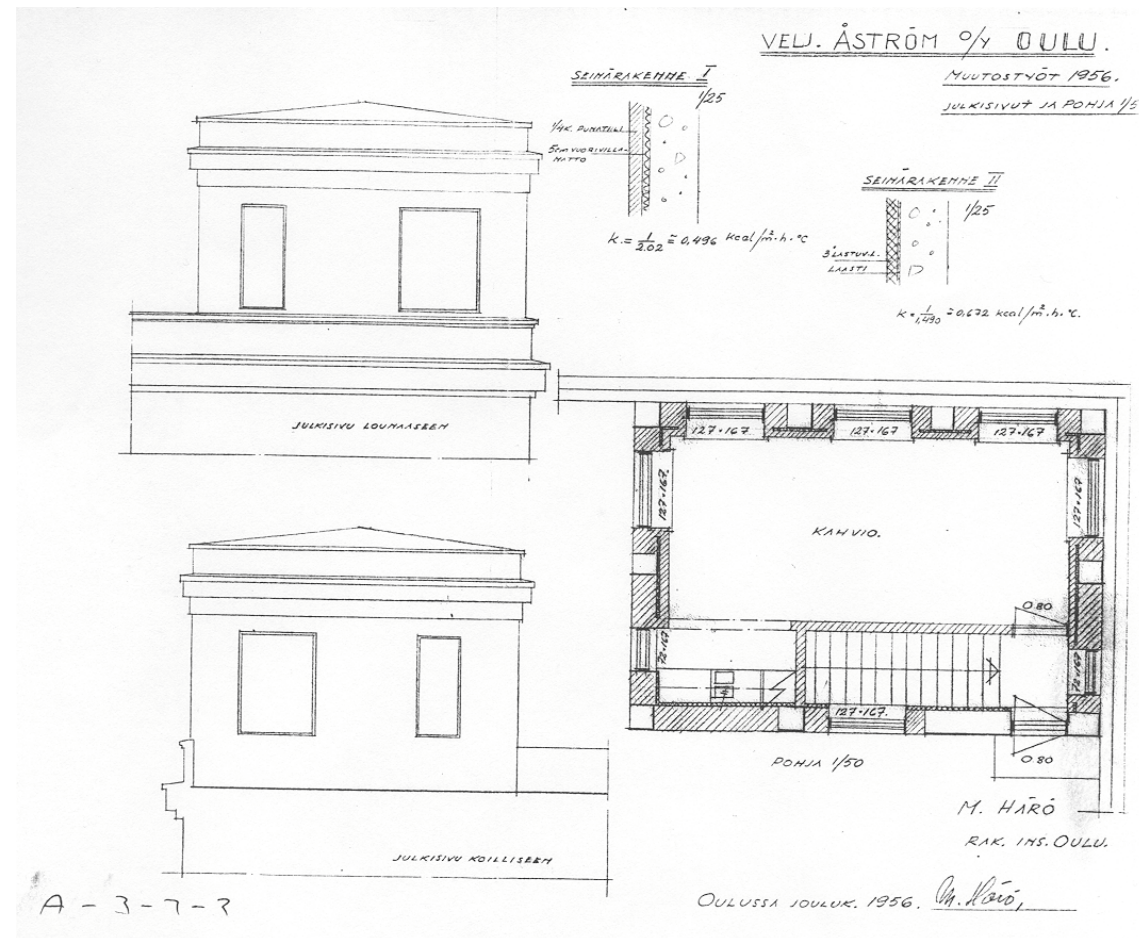 VELJ. ÅSTRÖM O/Y OULU.
MUUTOSTYÖT 1956.
JULKISIVUT JA POHJA 1/5
SEINÄRAKENNE I
1/25
PUNATIILI
5cm VUORIVILLA-
MATTO
K. = 1/2.02 = 0,496 kcal/m²·h·°C
SEINÄRAKENNE II
1/25
3" LASTUV.L.
LAASTI
K = 1/1,490 = 0,672 kcal/m²·h·°C.
JULKISIVU LOUNAASEEN
127×167 127×167 127×167
127×167.
127×167
KAHVIO.
0.80
72×167
72×167
127×167.
0.80
POHJA 1/50
JULKISIVU KOILLISEEN
M. HÄRÖ
RAK. INS. OULU.
OULUSSA JOULUK. 1956. M. Härö,
A - 3 - 7 - 7